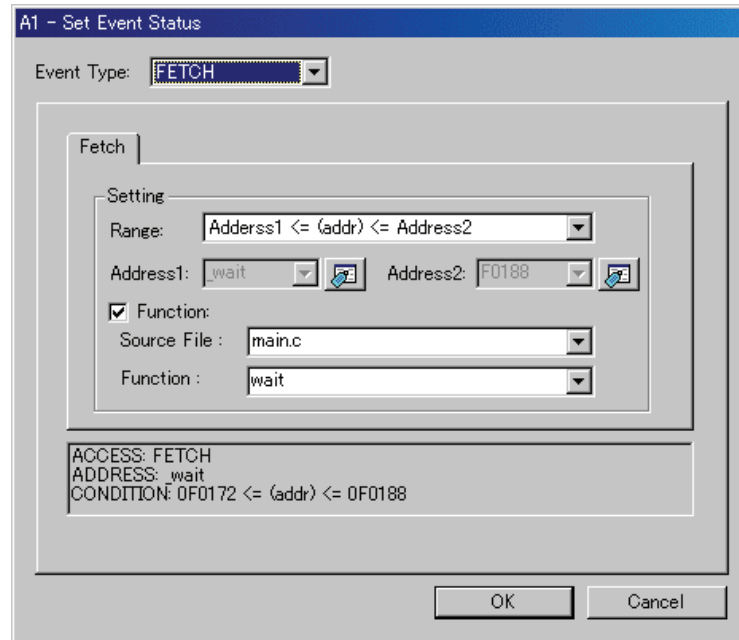 A1 - Set Event Status
Event Type: FETCH
Fetch
Setting
Range: Adderss1 <= (addr) <= Address2
Address1: _wait Address2: F0188
Function:
Source File : main.c
Function : wait
ACCESS: FETCH
ADDRESS: _wait
CONDITION: 0F0172 <= (addr) <= 0F0188
OK Cancel